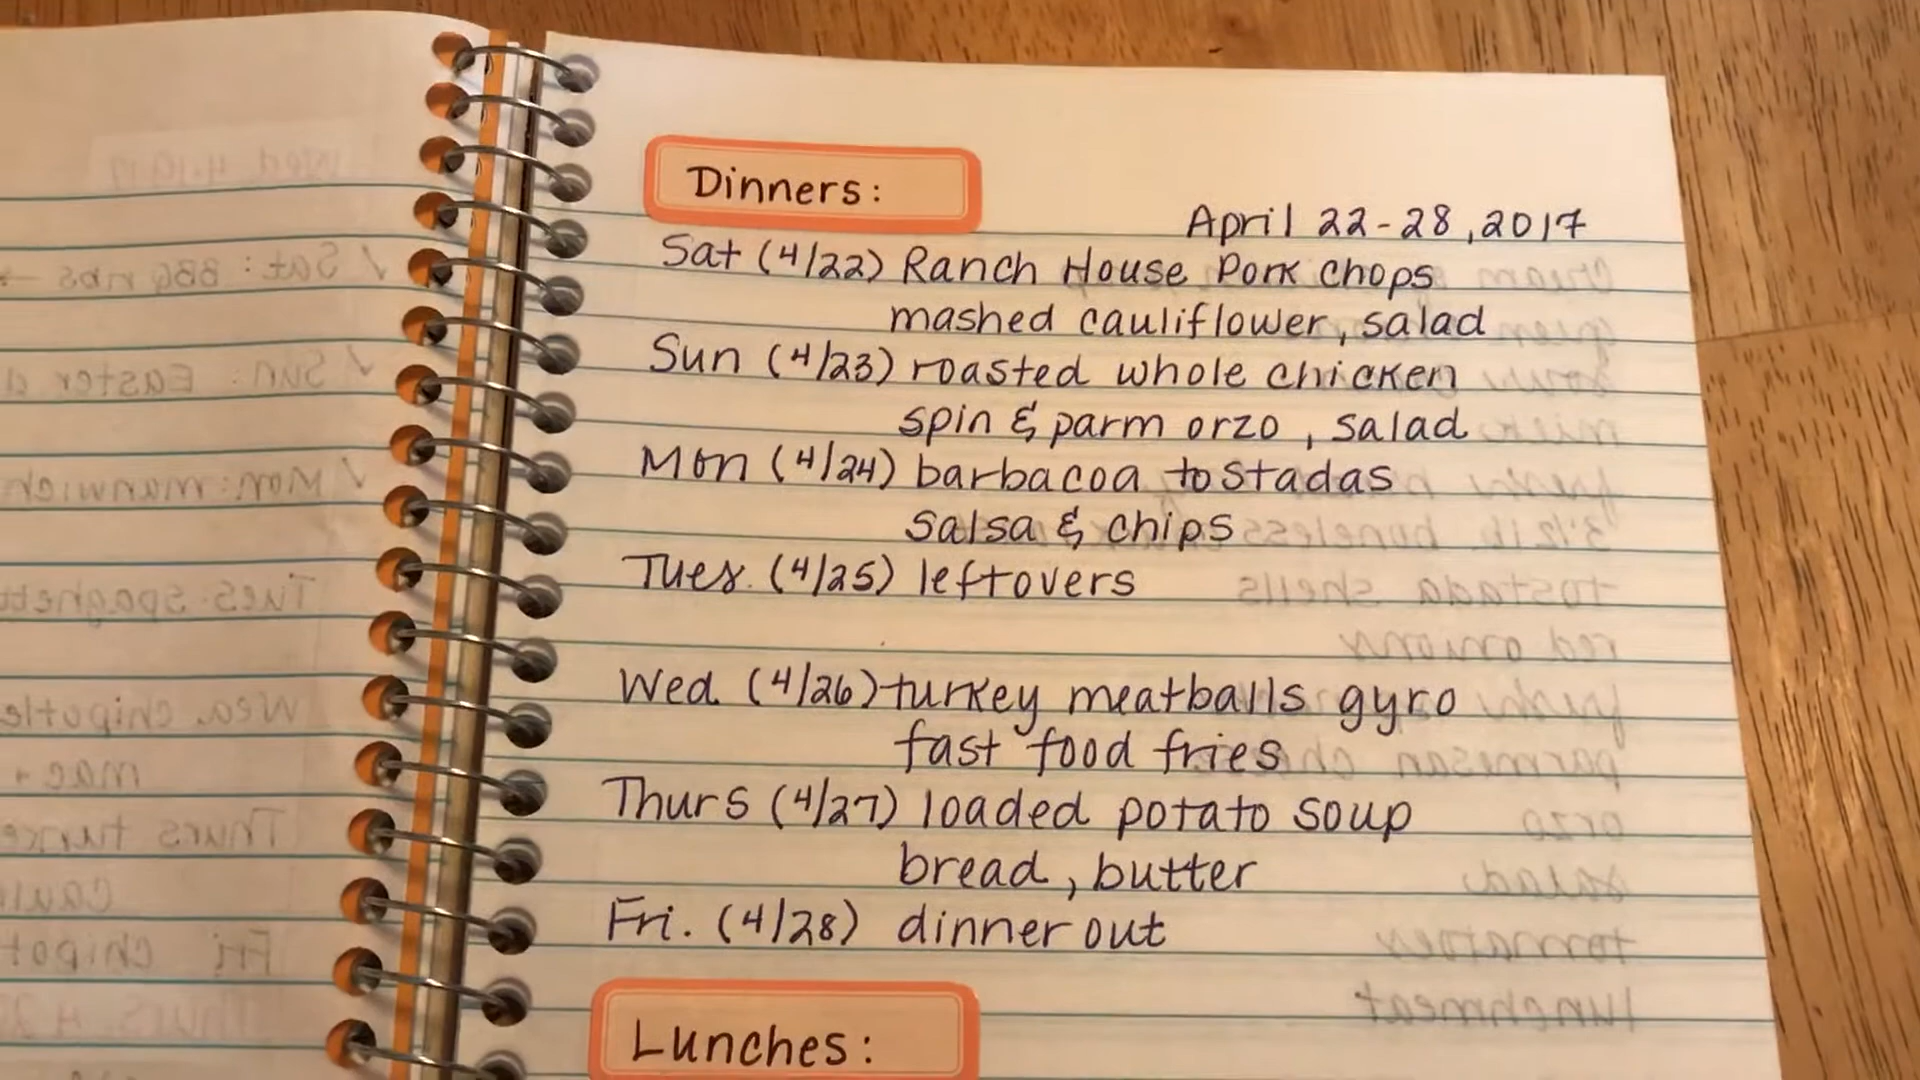 Dinners:
April 22-28, 2017
Sat (4/22) Ranch House Pork Chops
mashed cauliflower, salad
Sun (4/23) roasted whole chicken
spin & parm orzo, salad
Mon (4/24) barbacoa tostadas
salsa & chips
Tues. (4/25) leftovers
Wed (4/26) turkey meatballs gyro
fast food fries
Thurs (4/27) loaded potato soup
bread, butter
Fri. (4/28) dinner out
Lunches: